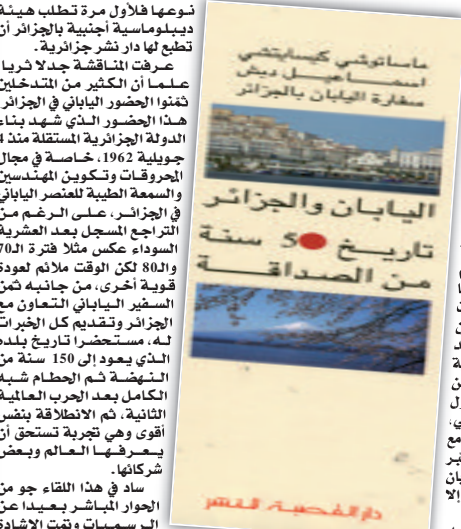 نوعها فلأول مرة تطلب هيئة
ديبلوماسية أجنبية بالجزائر أن
تطبع لها دار نشر جزائرية.
عرفت المناقشة جدلا ثريا
علما أن الكثير من المتدخلين
ثمنوا الحضور الياباني في الجزائر
هذا الحضور الذي شهد بناء
الدولة الجزائرية المستقلة منذ 4
جويلية 1962، خاصة في مجال
المحروقات وتكوين المهندسين
والسمعة الطيبة للعنصر الياباني
في الجزائر، على الرغم من
التراجع المسجل بعد العشرية
السوداء عكس مثلا فترة الـ70
والـ80 لكن الوقت ملائم لعودة
قوية أخرى، من جانبه ثمن
السفير الياباني التعاون مع
الجزائر وتقديم كل الخبرات
له، مستحضرا تاريخ بلده
الذي يعود إلى 150 سنة من
النهضة ثم الحطام شبه
الكامل بعد الحرب العالمية
الثانية، ثم الانطلاقة بنفس
أقوى وهي تجربة تستحق أن
يعرفها العالم وبعض
شركائها.
ساد في هذا اللقاء جو من
الحوار المباشر بعيدا عن
الرسميات وتمت الإشادة
ماساتوشي كيسايتشي
اسماعيل دبش
سفارة اليابان بالجزائر
اليابان والجزائر
تاريخ 50 سنة
من الصداقة
دار القصبة للنشر